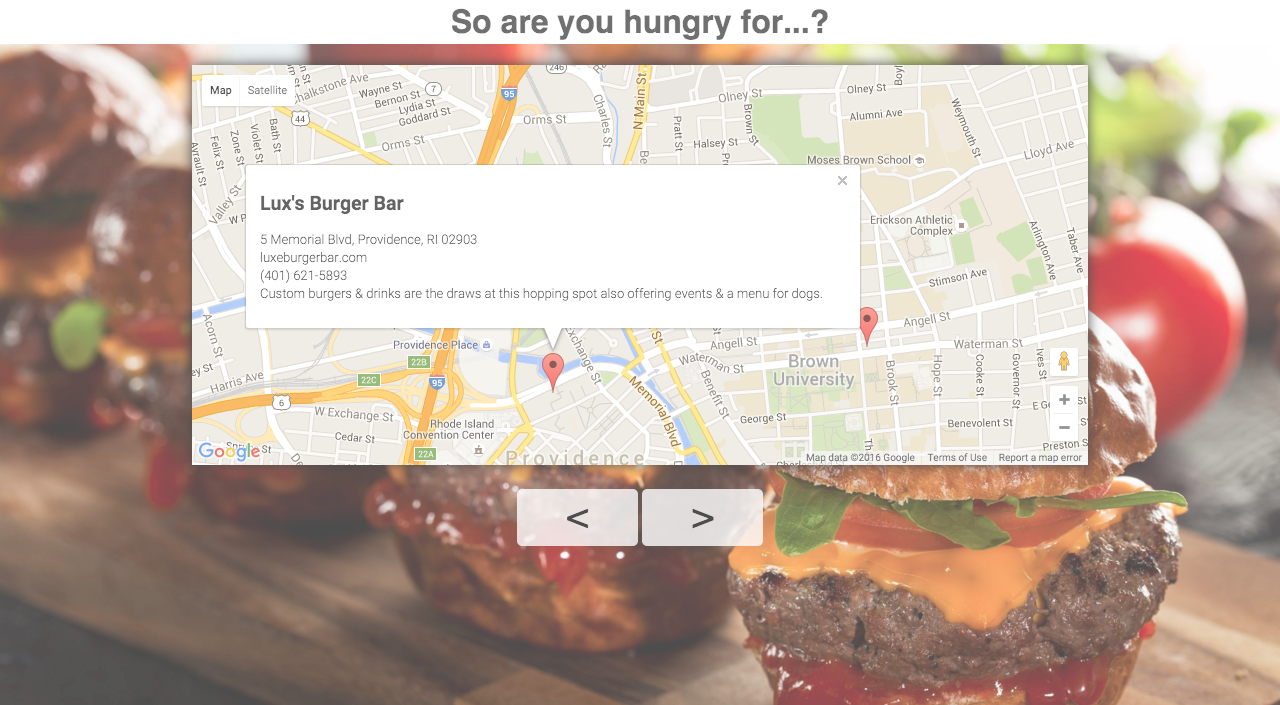 So are you hungry for...?
Map Satellite
Chalkstone Ave
Wayne St
Bernon St
Lydia St
Goddard St
7
44
95
246
Orms St
Orms St
Charles St
N Main St
Olney St
Olney St
Brown St
Alumni Ave
Weymouth St
Lloyd Ave
Pratt St
Halsey St
Moses Brown School
Felix St
Zone St
Violet St
Bath St
Valley St
Erickson Athletic
Complex
Arlington Ave
Taber Ave
Stimson Ave
×
Lux's Burger Bar
5 Memorial Blvd, Providence, RI 02903
luxeburgerbar.com
(401) 621-5893
Custom burgers & drinks are the draws at this hopping spot also offering events & a menu for dogs.
Acorn St
Harris Ave
Providence Place
22B
22C
95
6
W Exchange St
Cedar St
Rhode Island
Convention Center
22A
Providence
Exchange St
Memorial Blvd
Waterman St
Angell St
Angell St
Waterman St
Benefit St
George St
Brown
University
Brook St
Hope St
Cooke St
Governor St
Ives St
Benevolent St
Preston S
+
−
Google
Map data ©2016 Google Terms of Use Report a map error
< >